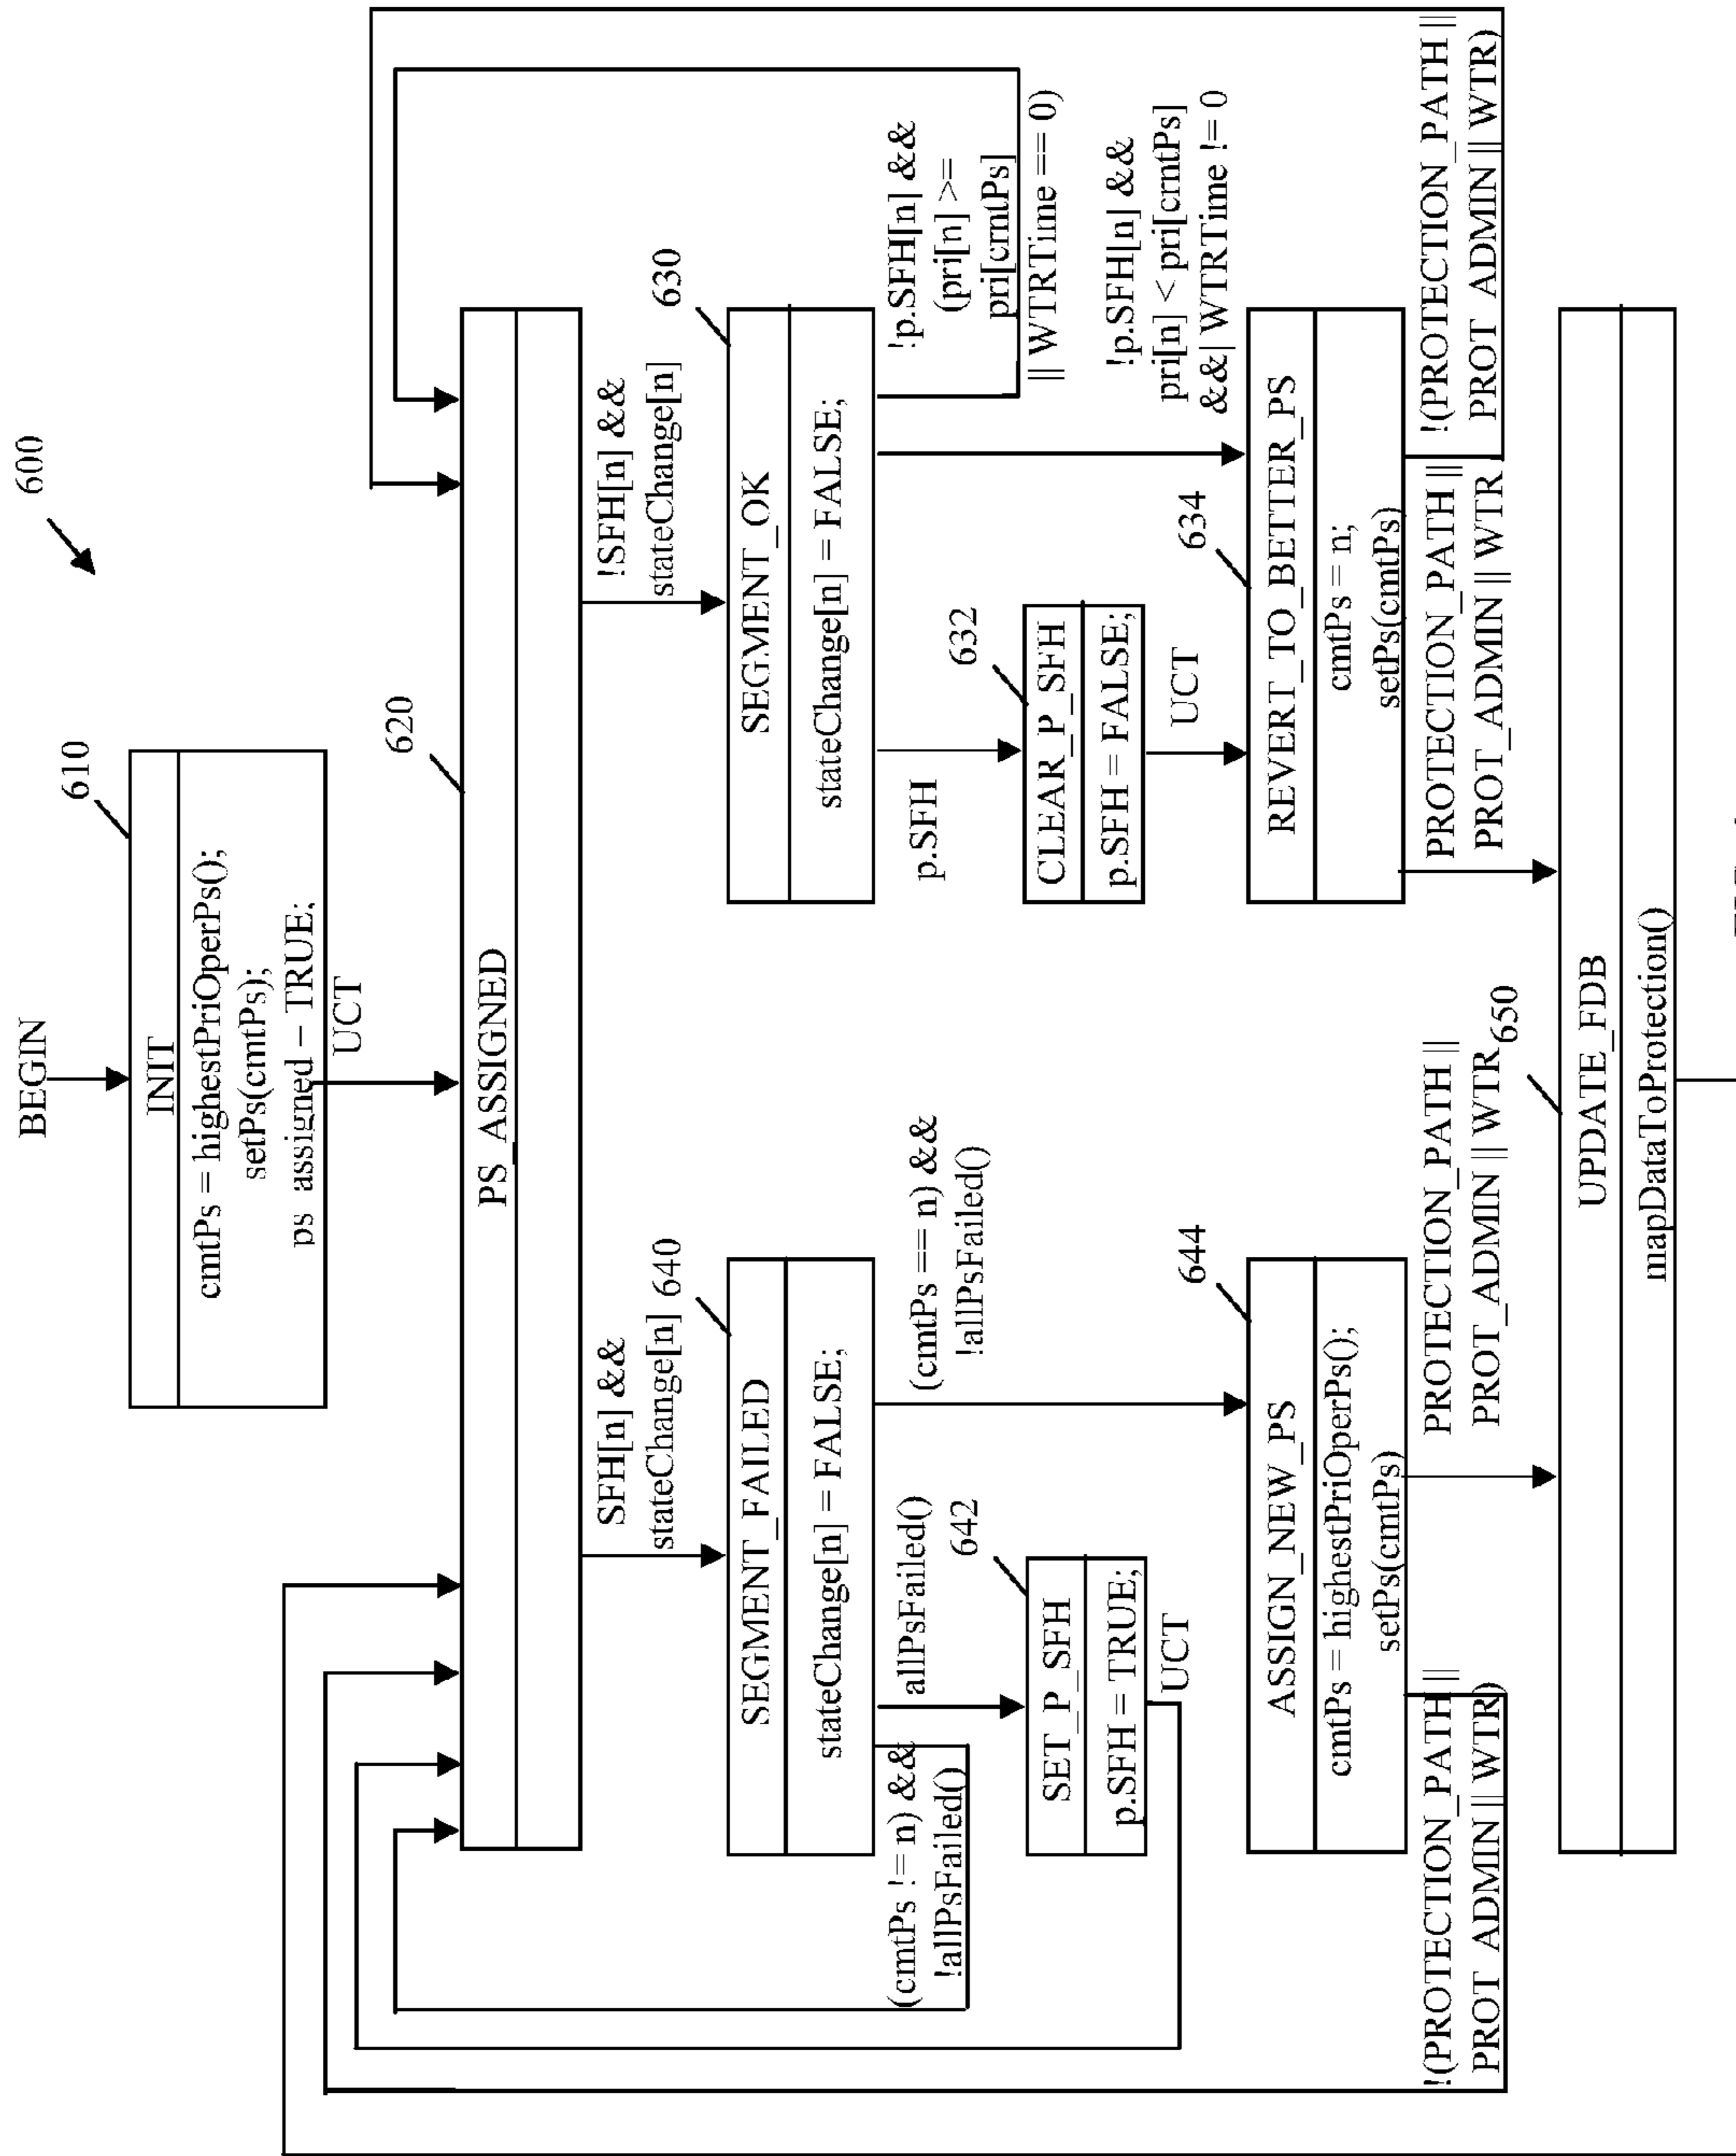 600
BEGIN
610
INIT
cmtPs = highestPriOperPs();
setPs(cmtPs);
ps assigned – TRUE;
UCT
620
PS_ASSIGNED
SFH[n] &&
stateChange[n]
640
SEGMENT_FAILED
stateChange[n] = FALSE;
(cmtPs != n) &&
!allPsFailed()
allPsFailed()
(cmtPs == n) &&
!allPsFailed()
642
SET_P_SFH
p.SFH = TRUE;
UCT
644
ASSIGN_NEW_PS
cmtPs = highestPriOperPs();
setPs(cmtPs)
!(PROTECTION_PATH ||
PROT_ADMIN || WTR)
PROTECTION_PATH ||
PROT_ADMIN || WTR
!SFH[n] &&
stateChange[n]
630
SEGMENT_OK
stateChange[n] = FALSE;
p.SFH
632
CLEAR_P_SFH
p.SFH = FALSE;
UCT
!p.SFH[n] &&
(pri[n] >=
pri[cmtPs]
|| WTRTime == 0)
!p.SFH[n] &&
pri[n] < pri[cmtPs]
&&| WTRTime != 0
634
REVERT_TO_BETTER_PS
cmtPs = n;
setPs(cmtPs)
PROTECTION_PATH ||
PROT_ADMIN || WTR
!(PROTECTION_PATH ||
PROT_ADMIN || WTR)
650
UPDATE_FDB
mapDataToProtection()